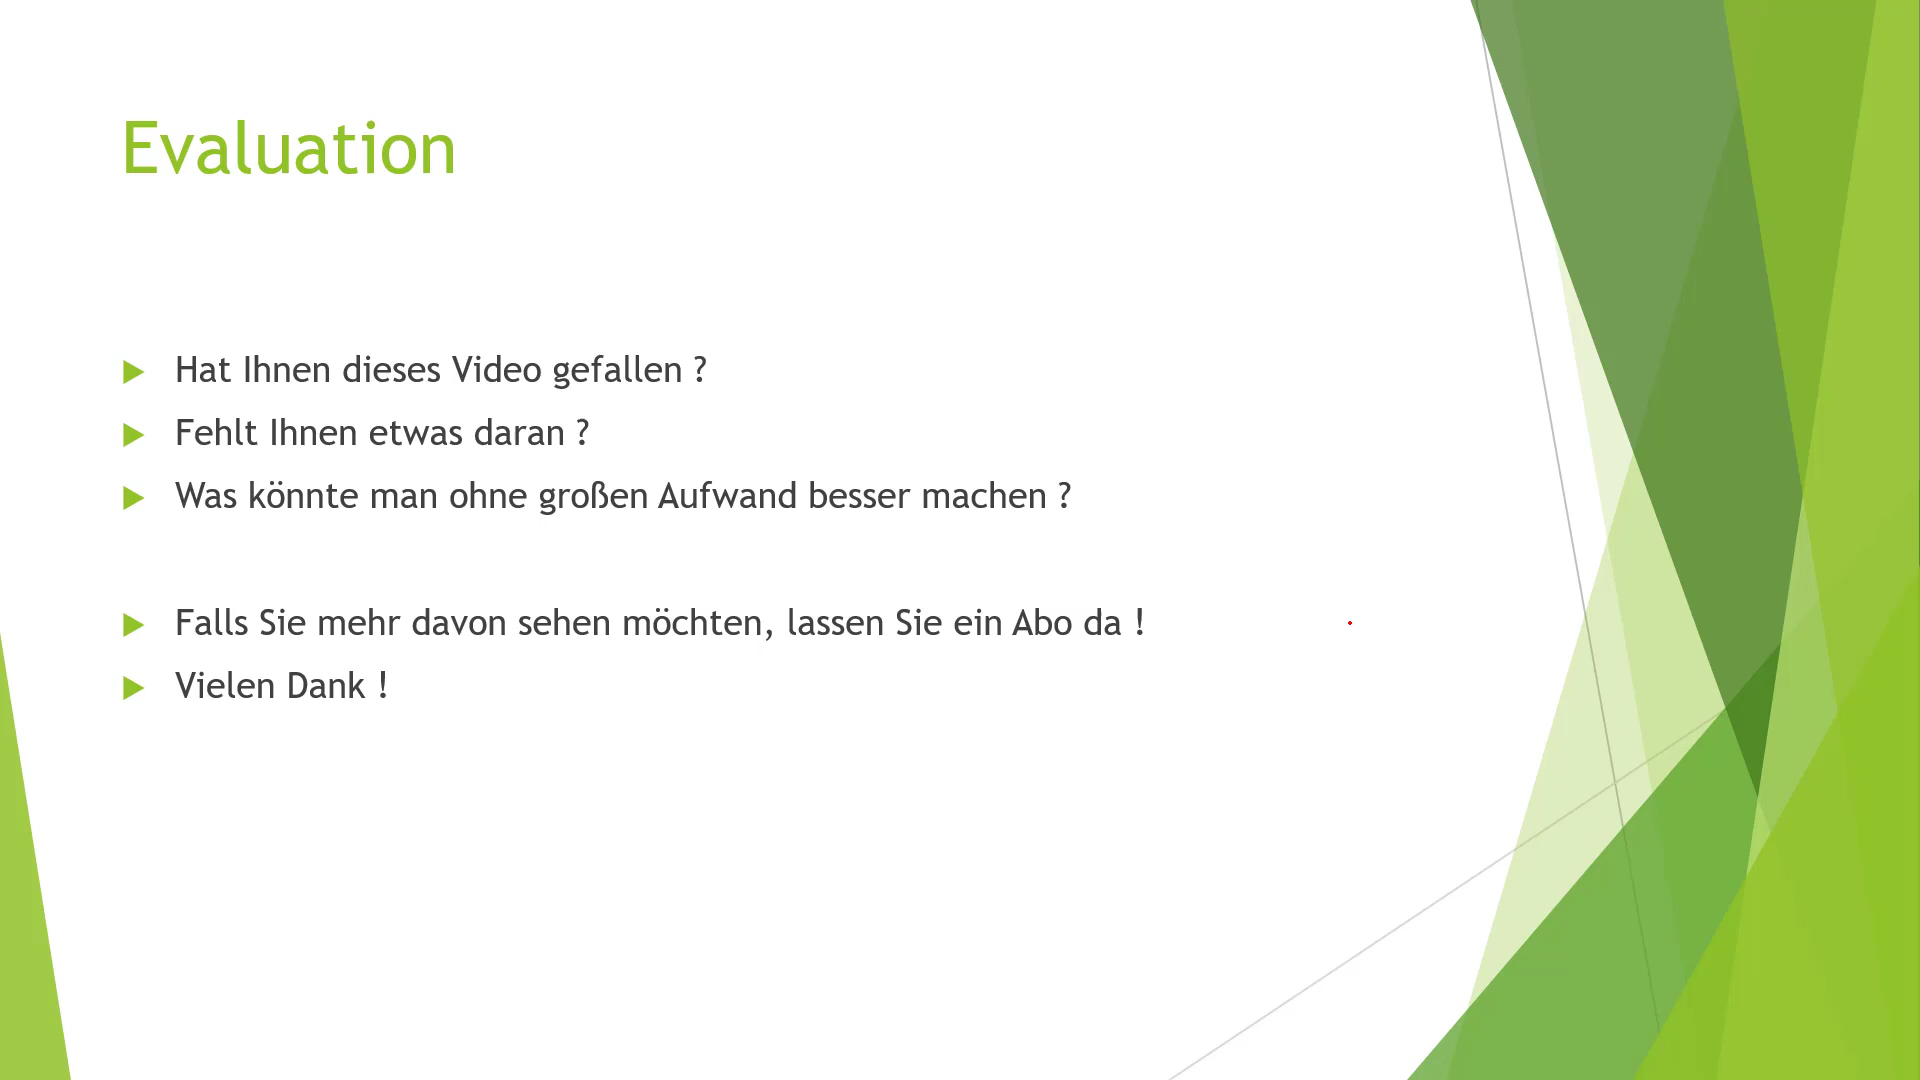 Evaluation
Hat Ihnen dieses Video gefallen ?
Fehlt Ihnen etwas daran ?
Was könnte man ohne großen Aufwand besser machen ?
Falls Sie mehr davon sehen möchten, lassen Sie ein Abo da !
Vielen Dank !